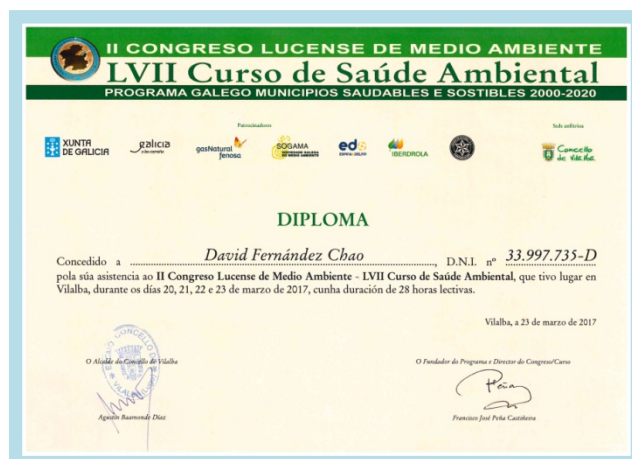 II CONGRESO LUCENSE DE MEDIO AMBIENTE
LVII Curso de Saúde Ambiental
PROGRAMA GALEGO MUNICIPIOS SAUDABLES E SOSTIBLES 2000-2020
Patrocinadores
Sede anfitrioa
XUNTA
DE GALICIA
galicia
gasNatural
fenosa
SOGAMA
IBERDROLA
Concello
de Vilalba
DIPLOMA
Concedido a David Fernández Chao, D.N.I. nº 33.997.735-D
pola súa asistencia ao II Congreso Lucense de Medio Ambiente - LVII Curso de Saúde Ambiental, que tivo lugar en
Vilalba, durante os días 20, 21, 22 e 23 de marzo de 2017, cunha duración de 28 horas lectivas.
Vilalba, a 23 de marzo de 2017
O Alcalde do Concello de Vilalba
O Fundador do Programa e Director do Congreso/Curso
Peña
Agustín Baamonde Díaz
Francisco José Peña Castiñeira